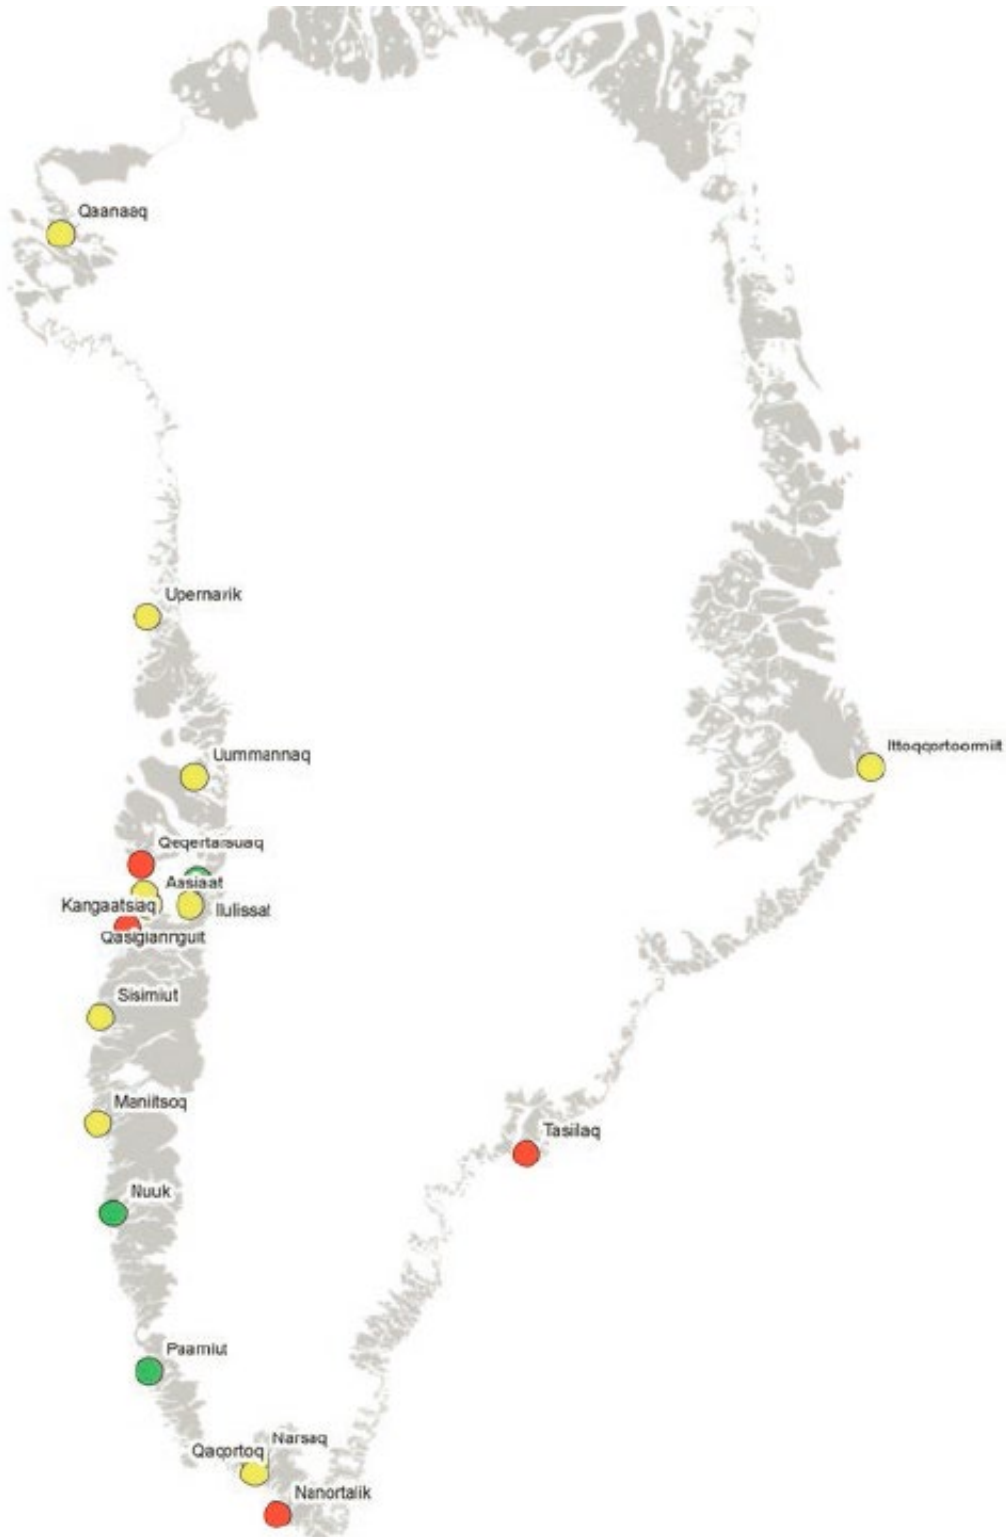 Qaanaaq
Upernavik
Uummannaq
Ittoqqortoormiit
Qeqertarsuaq
Aasiaat
Kangaatsiaq
Ilulissat
Qasigiannguit
Sisimiut
Maniitsoq
Tasiilaq
Nuuk
Paamiut
Narsaq
Qaqortoq
Nanortalik